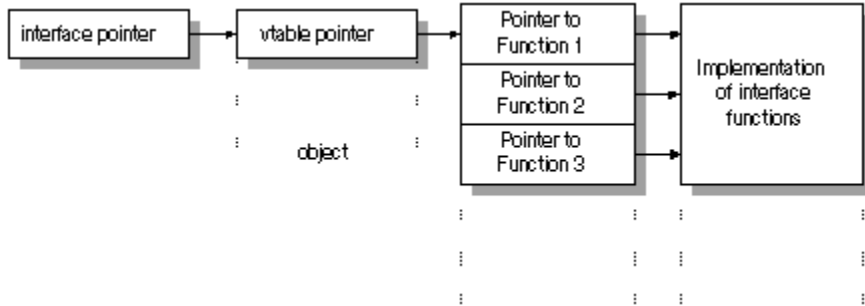 interface pointer
vtable pointer
object
Pointer to
Function 1
Pointer to
Function 2
Pointer to
Function 3
Implementation
of interface
functions